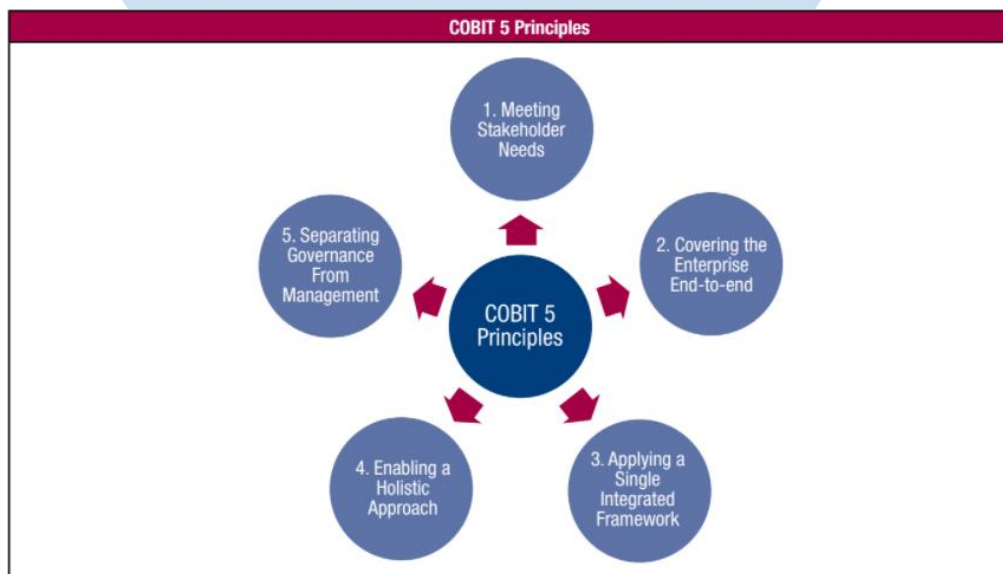 COBIT 5 Principles
1. Meeting
Stakeholder
Needs
5. Separating
Governance
From
Management
2. Covering the
Enterprise
End-to-end
COBIT 5
Principles
4. Enabling a
Holistic
Approach
3. Applying a
Single
Integrated
Framework